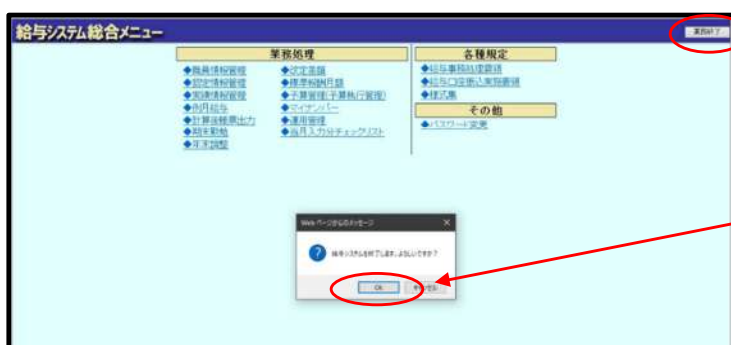 給与システム総合メニュー
業務終了
業務処理
◆職員情報管理
◆認定情報管理
◆実績情報管理
◆例月給与
◆計算後帳票出力
◆期末勤勉
◆年末調整
◆改定差額
◆標準報酬月額
◆予算管理(予算執行管理)
◆マイナンバー
◆運用管理
◆当月入力分チェックリスト
各種規定
◆給与事務処理要領
◆給与口座振込実施要領
◆様式集
その他
◆パスワード変更
Web ページからのメッセージ
給与システムを終了します。よろしいですか?
OK
キャンセル